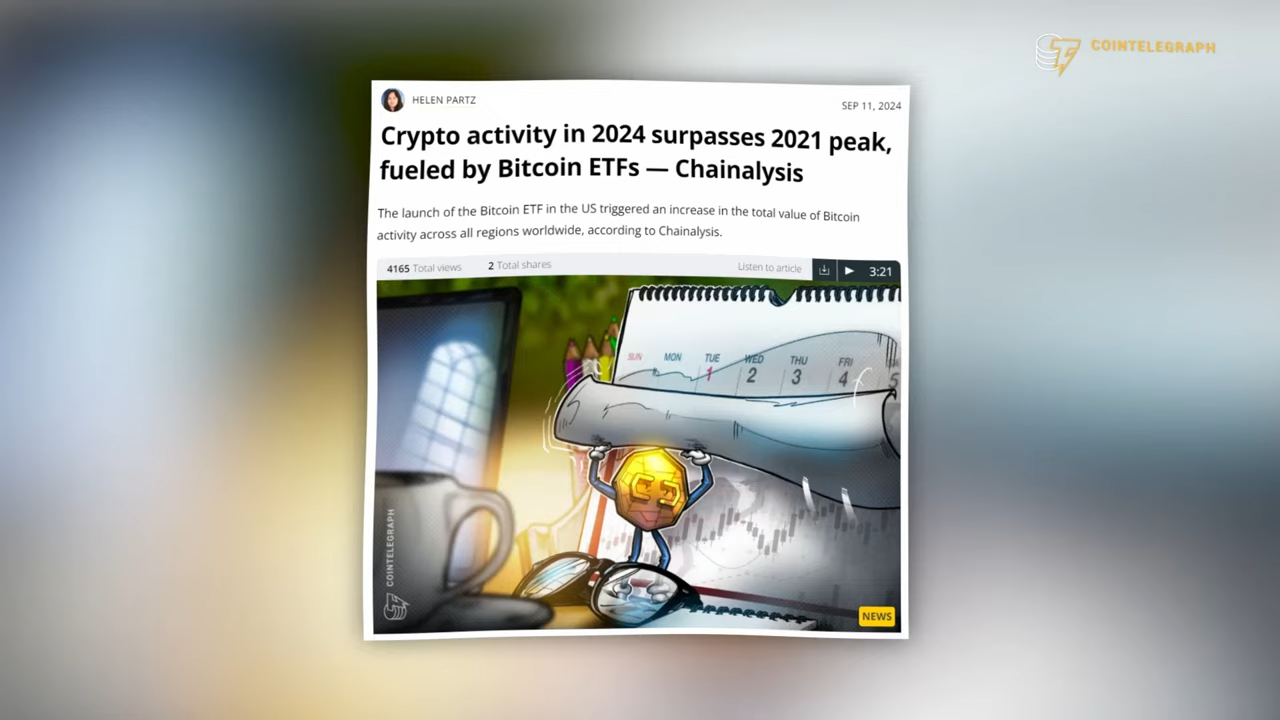 COINTELEGRAPH
HELEN PARTZ
SEP 11, 2024
Crypto activity in 2024 surpasses 2021 peak,
fueled by Bitcoin ETFs — Chainalysis
The launch of the Bitcoin ETF in the US triggered an increase in the total value of Bitcoin
activity across all regions worldwide, according to Chainalysis.
4165 Total views 2 Total shares Listen to article 3:21
SUN MON TUE WED THU FRI
1 2 3 4 5
COINTELEGRAPH
NEWS